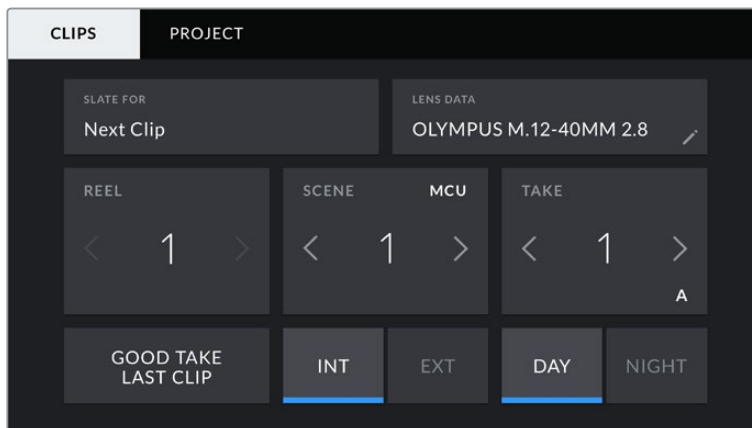 CLIPS PROJECT
SLATE FOR LENS DATA
Next Clip OLYMPUS M.12-40MM 2.8
REEL SCENE MCU TAKE
1 1 1
A
GOOD TAKE
LAST CLIP
INT EXT DAY NIGHT